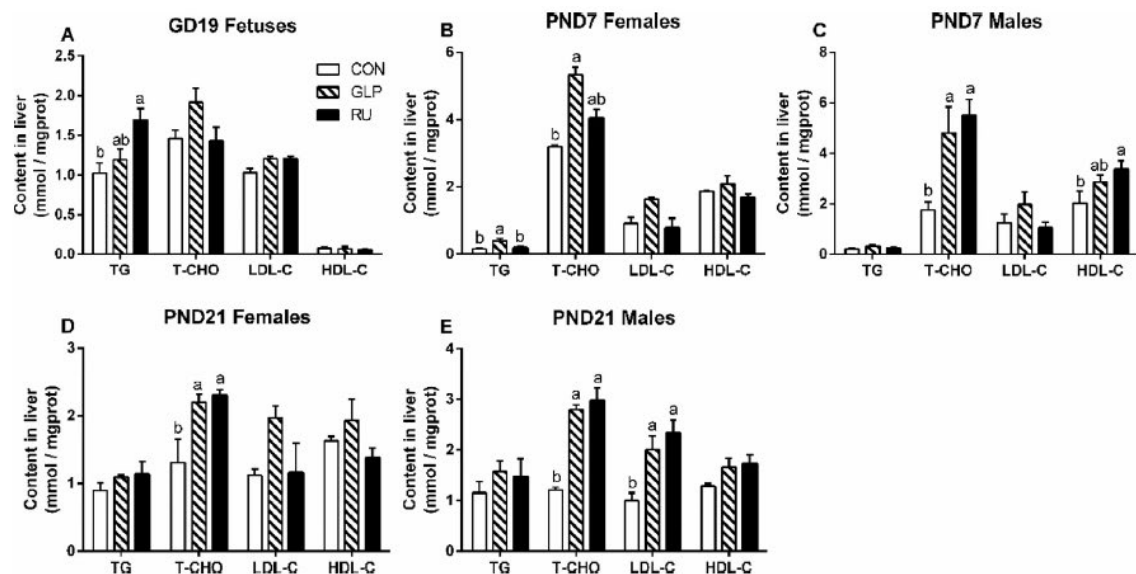 A
GD19 Fetuses
Content in liver
(mmol / mgprot)
2.5
2.0
1.5
1.0
0.5
0.0
CON
GLP
RU
b ab a
TG T-CHO LDL-C HDL-C
B
PND7 Females
Content in liver
(mmol / mgprot)
6
4
2
0
b a b
b a ab
TG T-CHO LDL-C HDL-C
C
PND7 Males
Content in liver
(mmol / mgprot)
8
6
4
2
0
b a a
b ab a
TG T-CHO LDL-C HDL-C
D
PND21 Females
Content in liver
(mmol / mgprot)
3
2
1
0
b a a
TG T-CHO LDL-C HDL-C
E
PND21 Males
Content in liver
(mmol / mgprot)
4
3
2
1
0
b a a
b a a
TG T-CHO LDL-C HDL-C